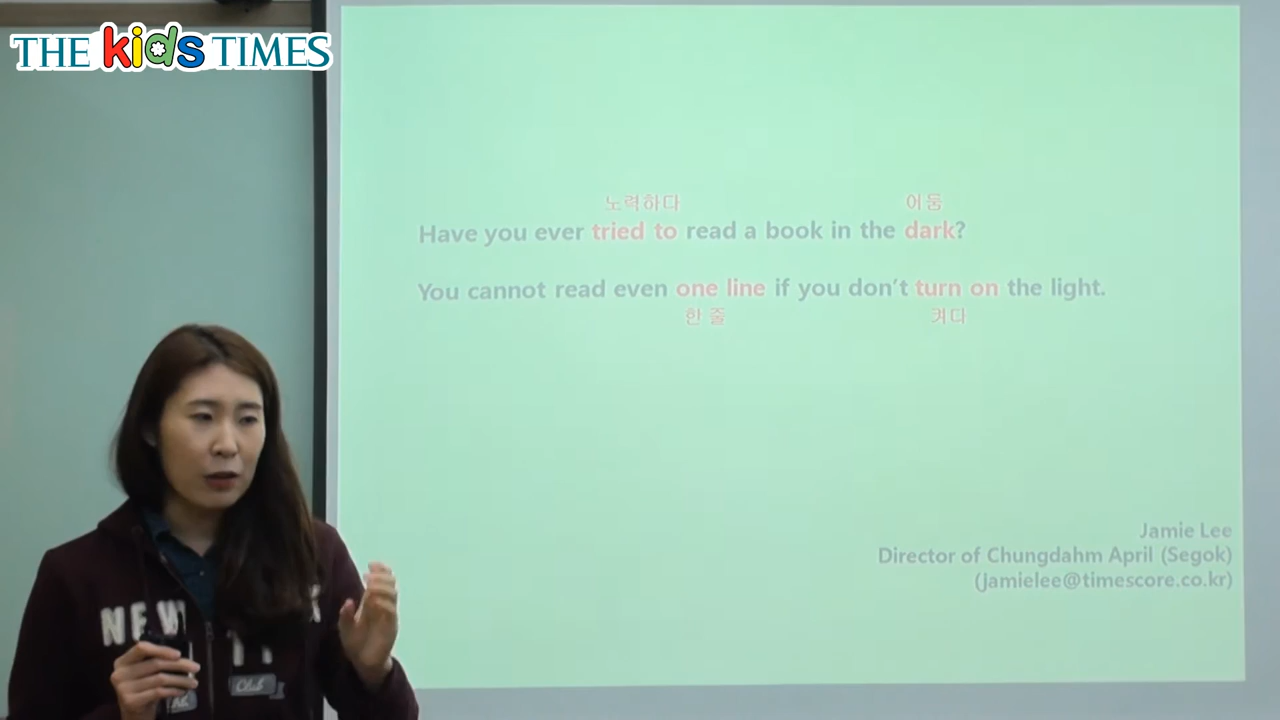 THE kids TIMES
노력하다 어둠
Have you ever tried to read a book in the dark?
You cannot read even one line if you don't turn on the light.
한 줄 켜다
Jamie Lee
Director of Chungdahm April (Segok)
(Jamielee@timescore.co.kr)
Club